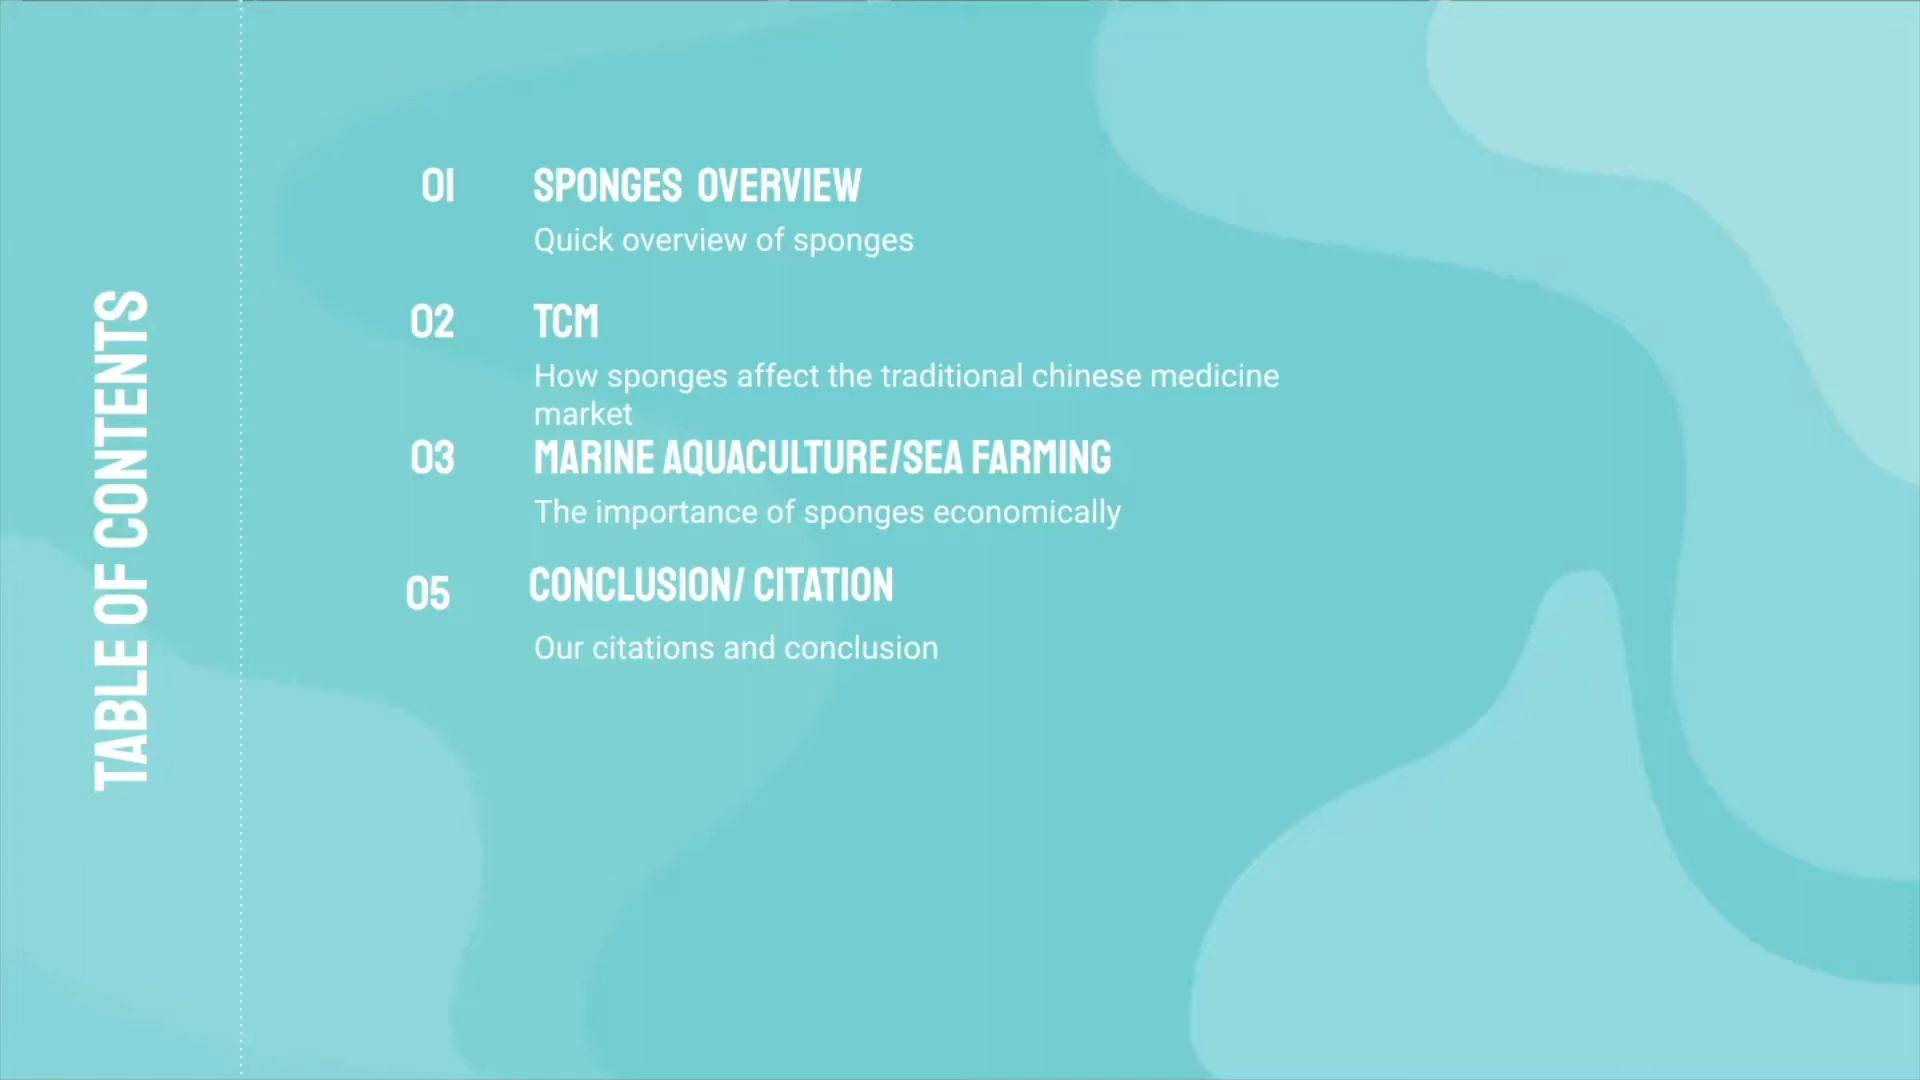 TABLE OF CONTENTS
01 SPONGES OVERVIEW
Quick overview of sponges
02 TCM
How sponges affect the traditional chinese medicine
market
03 MARINE AQUACULTURE/SEA FARMING
The importance of sponges economically
05 CONCLUSION/ CITATION
Our citations and conclusion